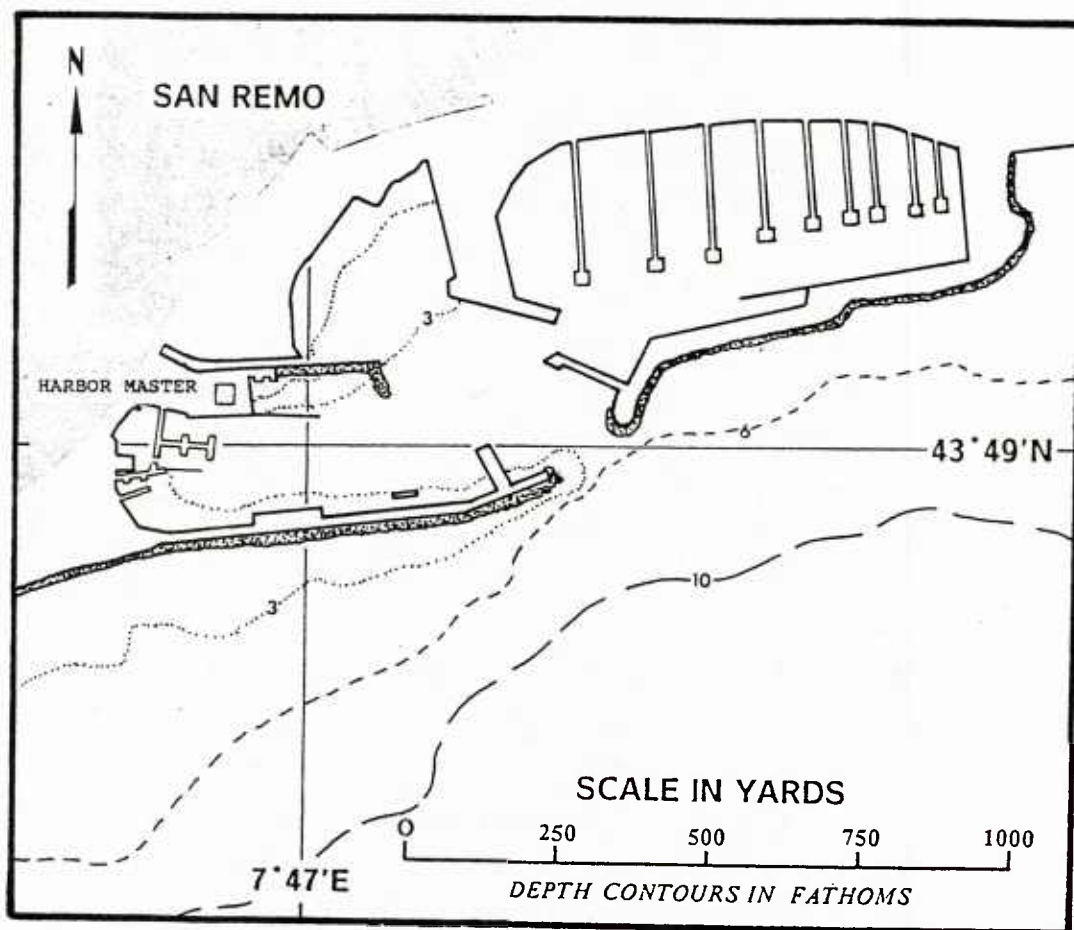 N
SAN REMO
3
HARBOR MASTER
6
43°49'N
10
3
SCALE IN YARDS
0 250 500 750 1000
7°47'E
DEPTH CONTOURS IN FATHOMS